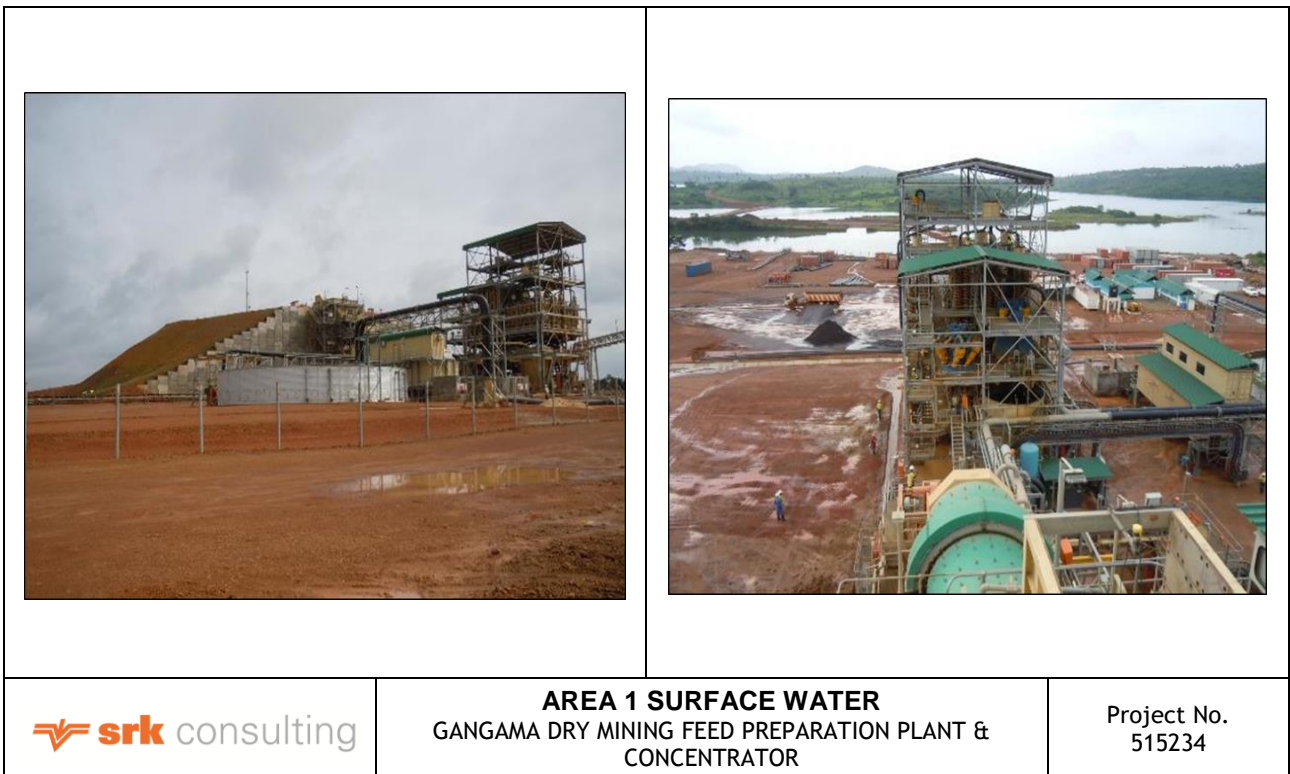 srk consulting
AREA 1 SURFACE WATER
GANGAMA DRY MINING FEED PREPARATION PLANT &
CONCENTRATOR
Project No.
515234